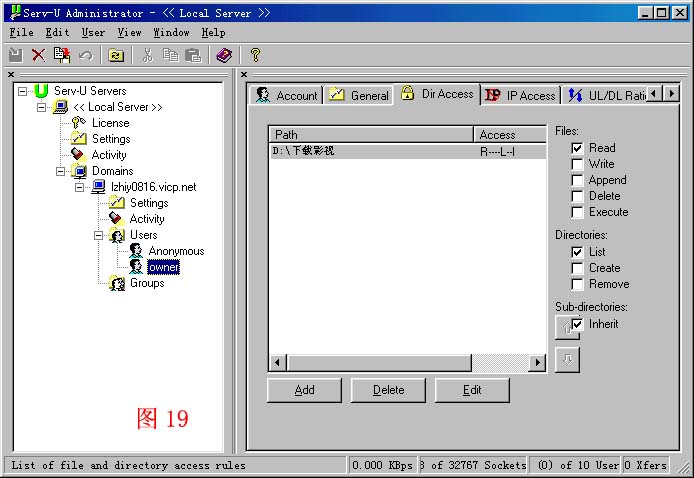 Serv-U Administrator - << Local Server >>
File Edit User View Window Help
Serv-U Servers
<< Local Server >>
License
Settings
Activity
Domains
lzhiy0816.vicp.net
Settings
Activity
Users
Anonymous
owner
Groups
图 19
Account General Dir Access IP Access UL/DL Ratio
Path Access
D:\下载影视 R----L--I
Add Delete Edit
Files:
Read
Write
Append
Delete
Execute
Directories:
List
Create
Remove
Sub-directories:
Inherit
List of file and directory access rules 0.000 KBps 3 of 32767 Sockets (0) of 10 User 0 Xfers